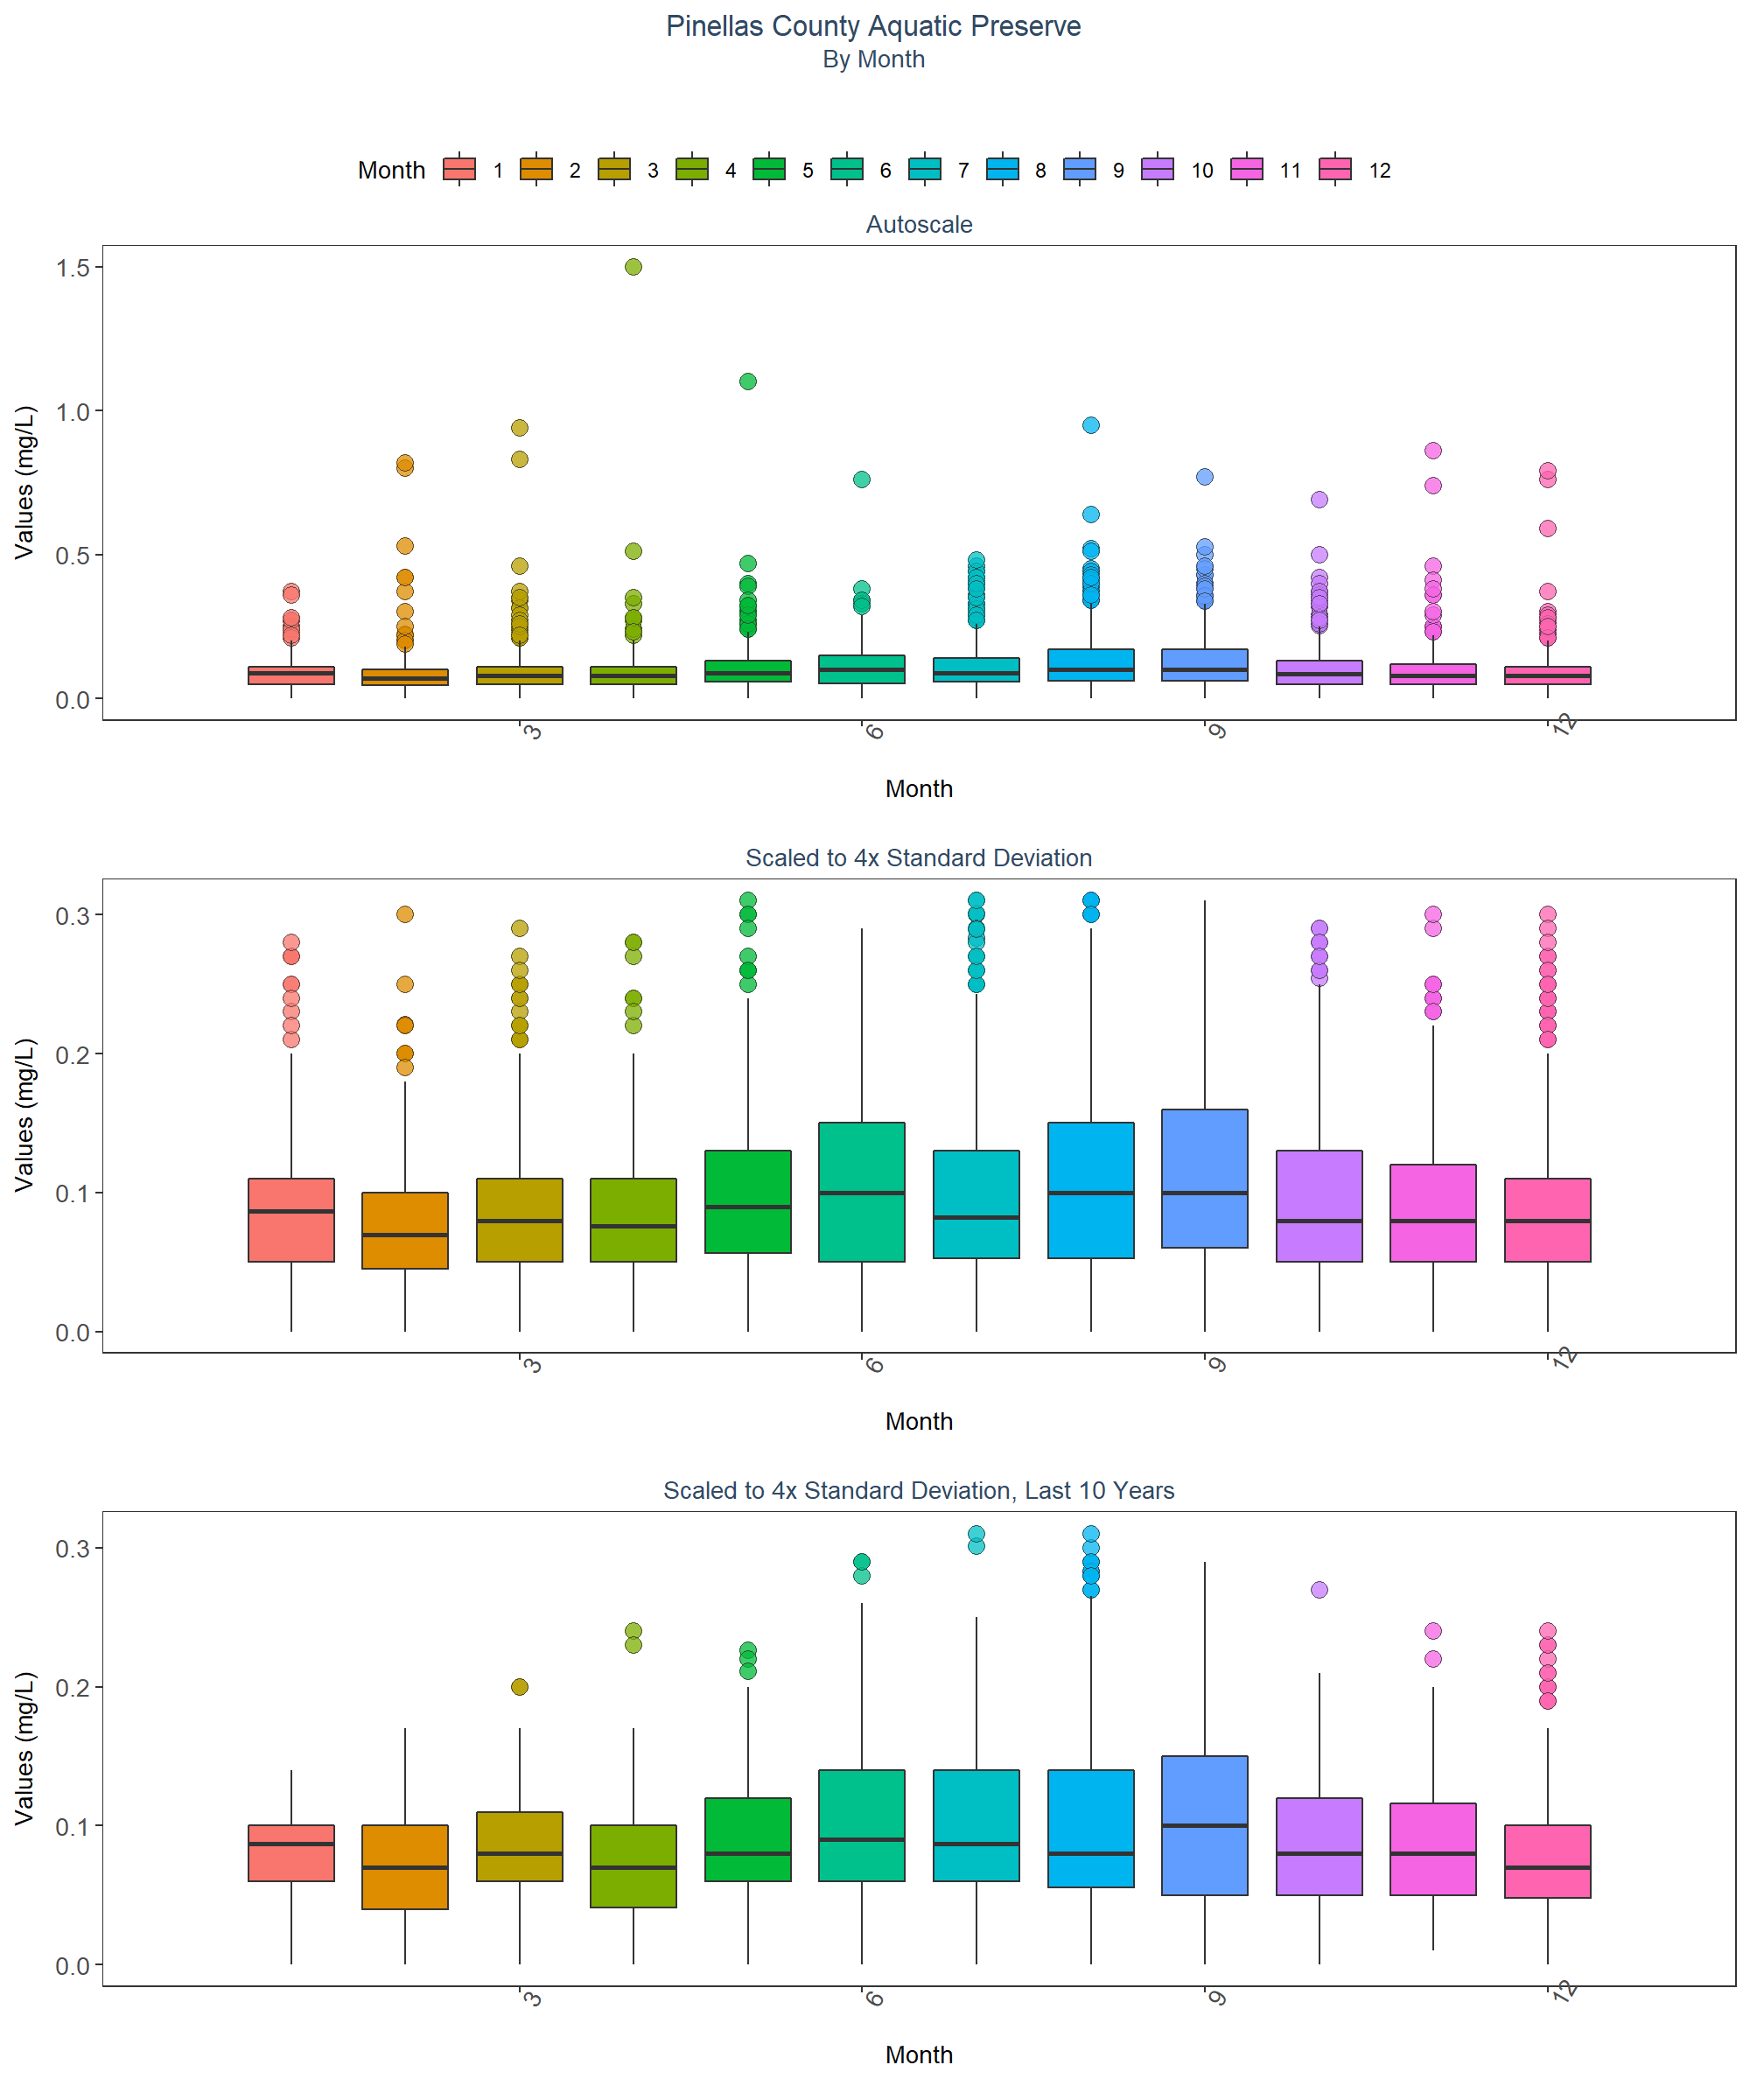 Pinellas County Aquatic Preserve
By Month
Month 1 2 3 4 5 6 7 8 9 10 11 12
Autoscale
Values (mg/L)
1.5
1.0
0.5
0.0
3 6 9 12
Month
Scaled to 4x Standard Deviation
Values (mg/L)
0.3
0.2
0.1
0.0
3 6 9 12
Month
Scaled to 4x Standard Deviation, Last 10 Years
Values (mg/L)
0.3
0.2
0.1
0.0
3 6 9 12
Month